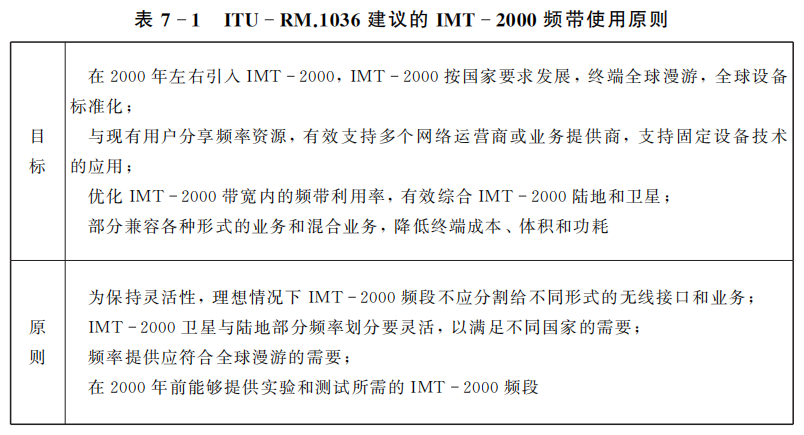 表 7-1 ITU-RM.1036 建议的 IMT-2000 频带使用原则
目标
在 2000 年左右引入 IMT-2000，IMT-2000 按国家要求发展，终端全球漫游，全球设备
标准化；
与现有用户分享频率资源，有效支持多个网络运营商或业务提供商，支持固定设备技术
的应用；
优化 IMT-2000 带宽内的频带利用率，有效综合 IMT-2000 陆地和卫星；
部分兼容各种形式的业务和混合业务，降低终端成本、体积和功耗
原则
为保持灵活性，理想情况下 IMT-2000 频段不应分割给不同形式的无线接口和业务；
IMT-2000 卫星与陆地部分频率划分要灵活，以满足不同国家的需要；
频率提供应符合全球漫游的需要；
在 2000 年前能够提供实验和测试所需的 IMT-2000 频段